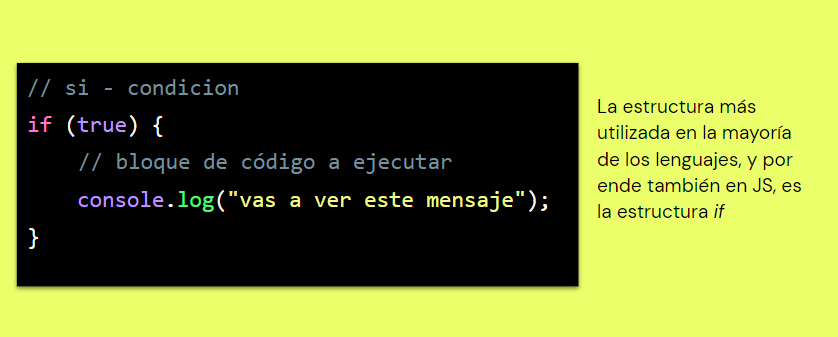 // si - condicion
if (true) {
// bloque de código a ejecutar
console.log("vas a ver este mensaje");
}
La estructura más
utilizada en la mayoría
de los lenguajes, y por
ende también en JS, es
la estructura if